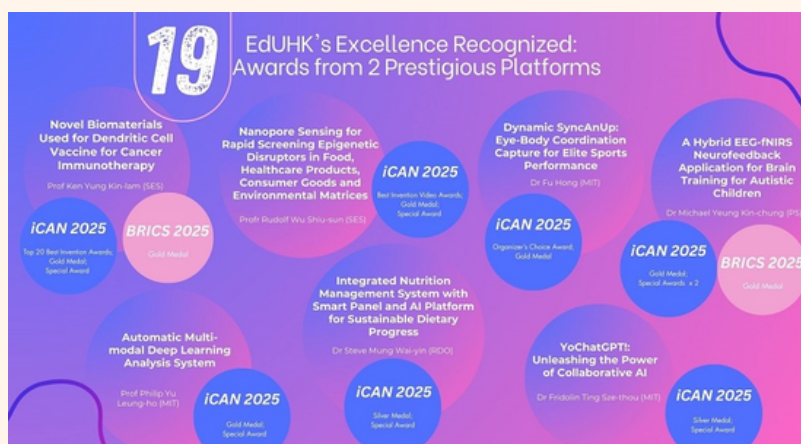 19
EdUHK's Excellence Recognized:
Awards from 2 Prestigious Platforms
Novel Biomaterials
Used for Dendritic Cell
Vaccine for Cancer
Immunotherapy
Prof Ken Yung Kin-lam (SES)
iCAN 2025
Top 20 Best Invention Awards;
Gold Medal;
Special Award
BRICS 2025
Gold Medal
Nanopore Sensing for
Rapid Screening Epigenetic
Disruptors in Food,
Healthcare Products,
Consumer Goods and
Environmental Matrices
Profr Rudolf Wu Shiu-sun (SES)
iCAN 2025
Best Invention Video Awards;
Gold Medal;
Special Award
Dynamic SyncAnUp:
Eye-Body Coordination
Capture for Elite Sports
Performance
Dr Fu Hong (MIT)
iCAN 2025
Organizer's Choice Award;
Gold Medal
A Hybrid EEG-fNIRS
Neurofeedback
Application for Brain
Training for Autistic
Children
Dr Michael Yeung Kin-chung (PS)
iCAN 2025
Gold Medal;
Special Awards x 2
BRICS 2025
Gold Medal
Automatic Multi-
modal Deep Learning
Analysis System
Prof Philip Yu
Leung-ho (MIT)
iCAN 2025
Gold Medal;
Special Award
Integrated Nutrition
Management System with
Smart Panel and AI Platform
for Sustainable Dietary
Progress
Dr Steve Mung Wai-yin (RDO)
iCAN 2025
Silver Medal;
Special Award
YoChatGPT!:
Unleashing the Power
of Collaborative AI
Dr Fridolin Ting Sze-thou (MIT)
iCAN 2025
Silver Medal;
Special Award